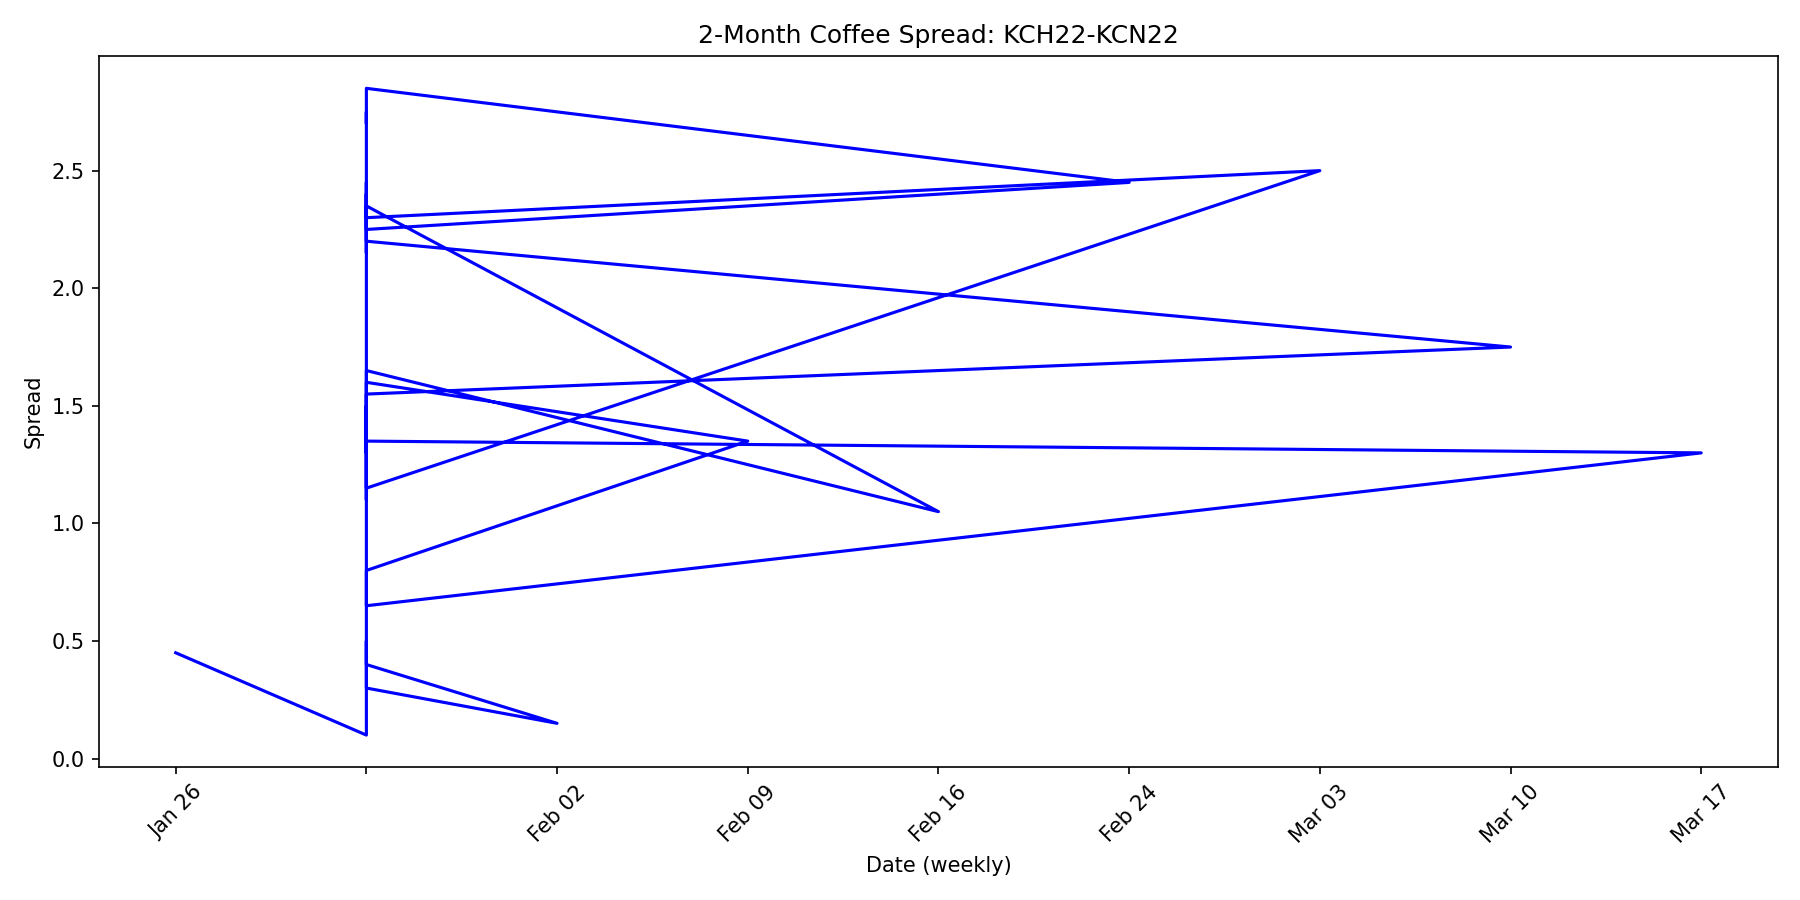 2-Month Coffee Spread: KCH22-KCN22
Spread
2.5
2.0
1.5
1.0
0.5
0.0
Jan 26
Feb 02
Feb 09
Feb 16
Feb 24
Mar 03
Mar 10
Mar 17
Date (weekly)